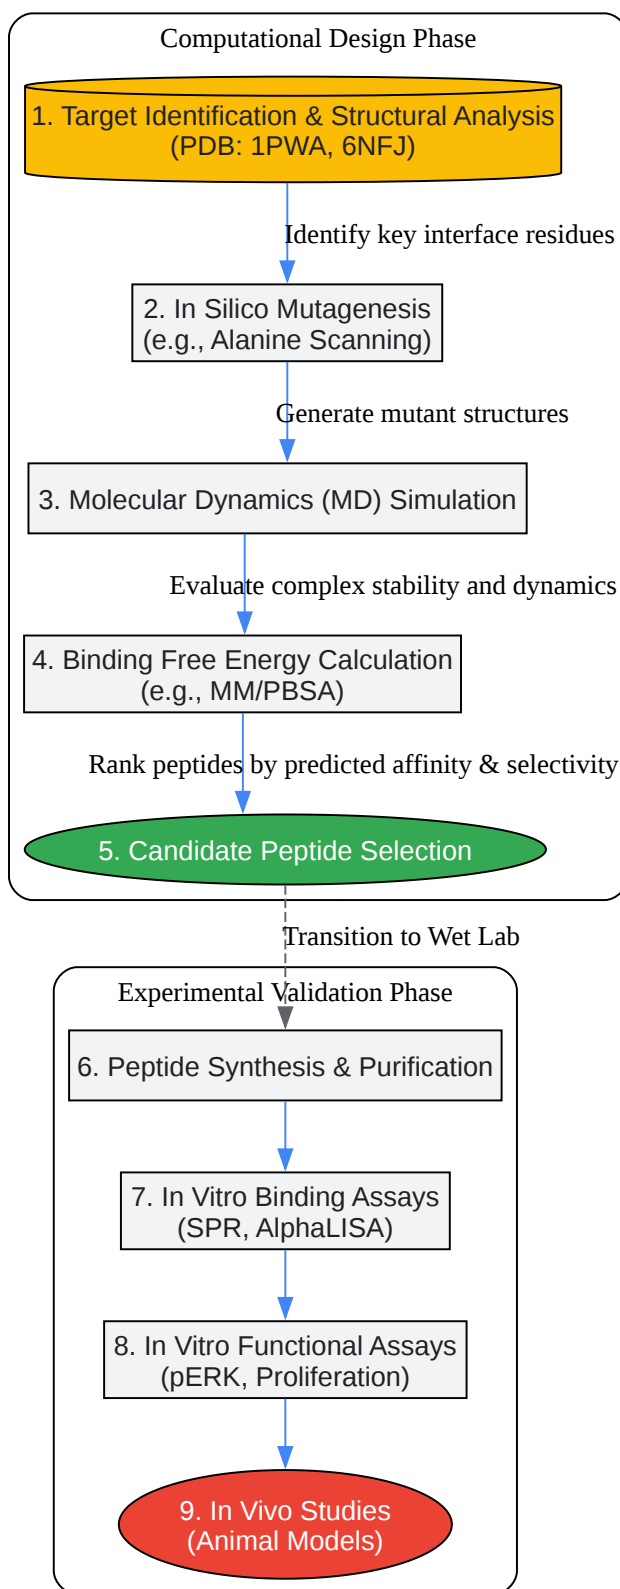 Computational Design Phase
1. Target Identification & Structural Analysis
(PDB: 1PWA, 6NFJ)
Identify key interface residues
2. In Silico Mutagenesis
(e.g., Alanine Scanning)
Generate mutant structures
3. Molecular Dynamics (MD) Simulation
Evaluate complex stability and dynamics
4. Binding Free Energy Calculation
(e.g., MM/PBSA)
Rank peptides by predicted affinity & selectivity
5. Candidate Peptide Selection
Transition to Wet Lab
Experimental Validation Phase
6. Peptide Synthesis & Purification
7. In Vitro Binding Assays
(SPR, AlphaLISA)
8. In Vitro Functional Assays
(pERK, Proliferation)
9. In Vivo Studies
(Animal Models)